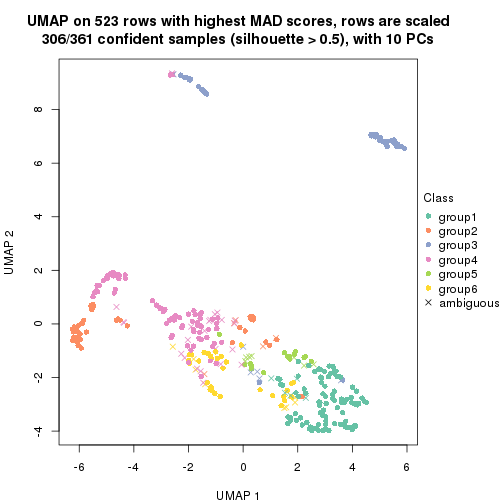 UMAP on 523 rows with highest MAD scores, rows are scaled
306/361 confident samples (silhouette > 0.5), with 10 PCs
8
6
4
2
0
-2
-4
UMAP 2
-6
-4
-2
0
2
4
6
UMAP 1
Class
group1
group2
group3
group4
group5
group6
ambiguous